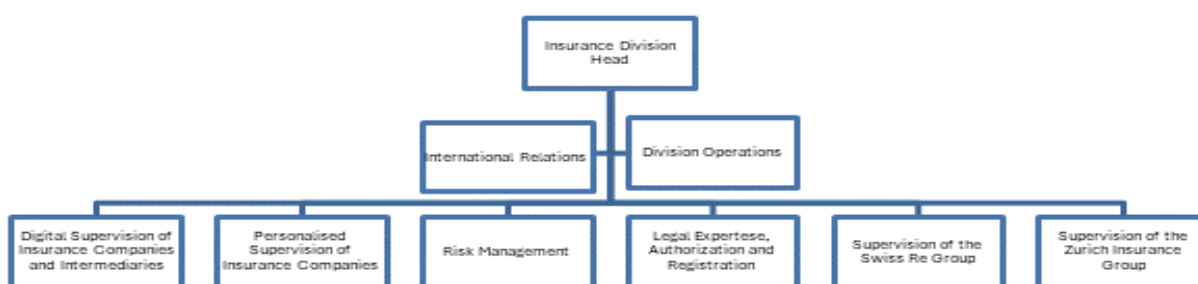 Insurance Division
Head
International Relations
Division Operations
Digital Supervision of
Insurance Companies
and Intermediaries
Personalised
Supervision of
Insurance Companies
Risk Management
Legal Expertese,
Authorization and
Registration
Supervision of the
Swiss Re Group
Supervision of the
Zurich Insurance
Group